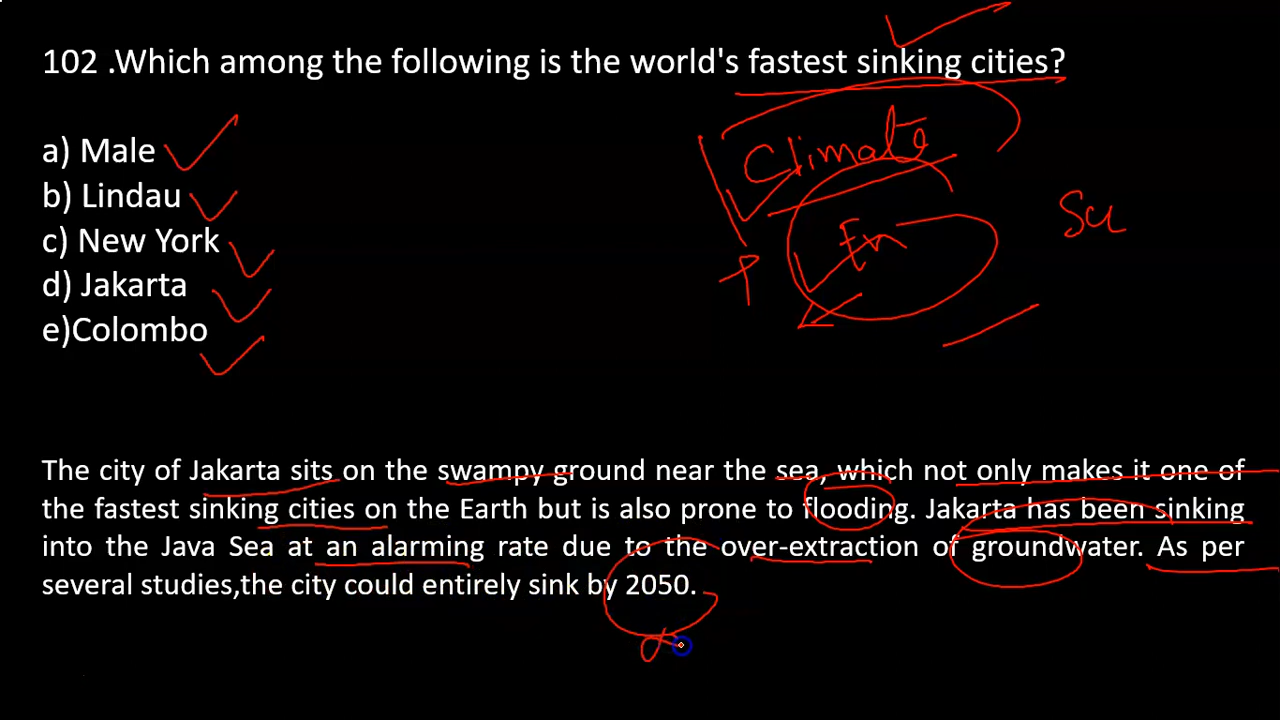 102 .Which among the following is the world's fastest sinking cities?
Climate
a) Male
b) Lindau
c) New York
En
Su
d) Jakarta
e)Colombo
The city of Jakarta sits on the swampy ground near the sea, which not only makes it one of
the fastest sinking cities on the Earth but is also prone to flooding. Jakarta has been sinking
into the Java Sea at an alarming rate due to the over-extraction of groundwater. As per
several studies,the city could entirely sink by 2050.